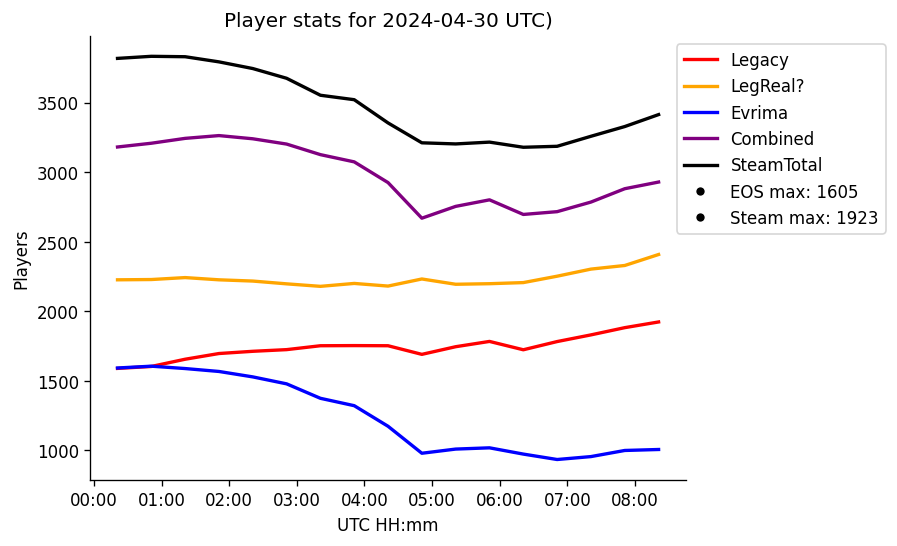 Player stats for 2024-04-30 UTC)
Legacy
LegReal?
Evrima
Combined
SteamTotal
EOS max: 1605
Steam max: 1923
Players
3500
3000
2500
2000
1500
1000
00:00 01:00 02:00 03:00 04:00 05:00 06:00 07:00 08:00
UTC HH:mm